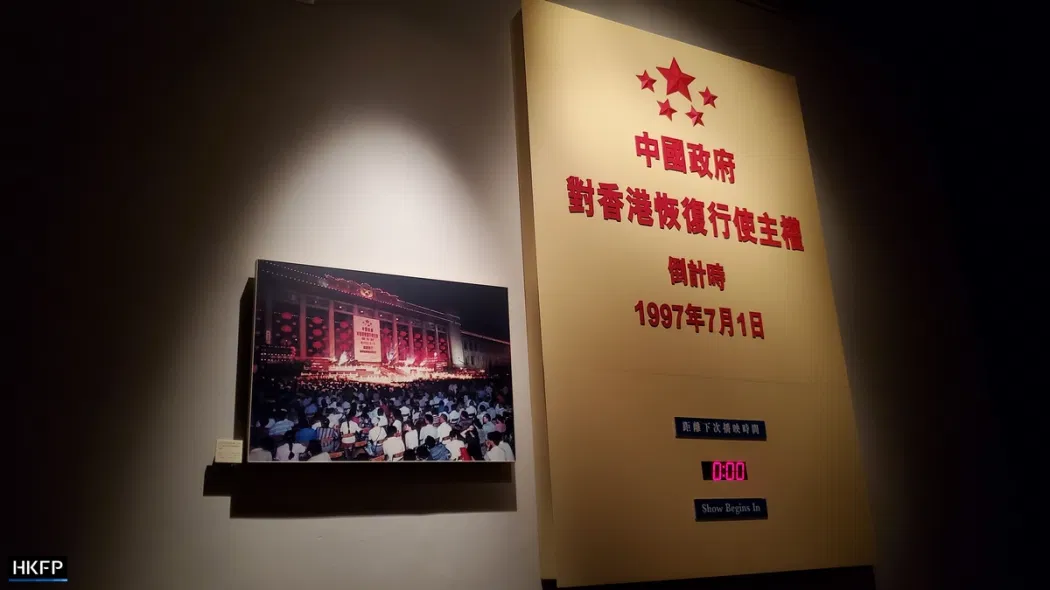 中國政府
對香港恢復行使主權
倒計時
1997年7月1日
距離下次播映時間
0:00
Show Begins In
HKFP